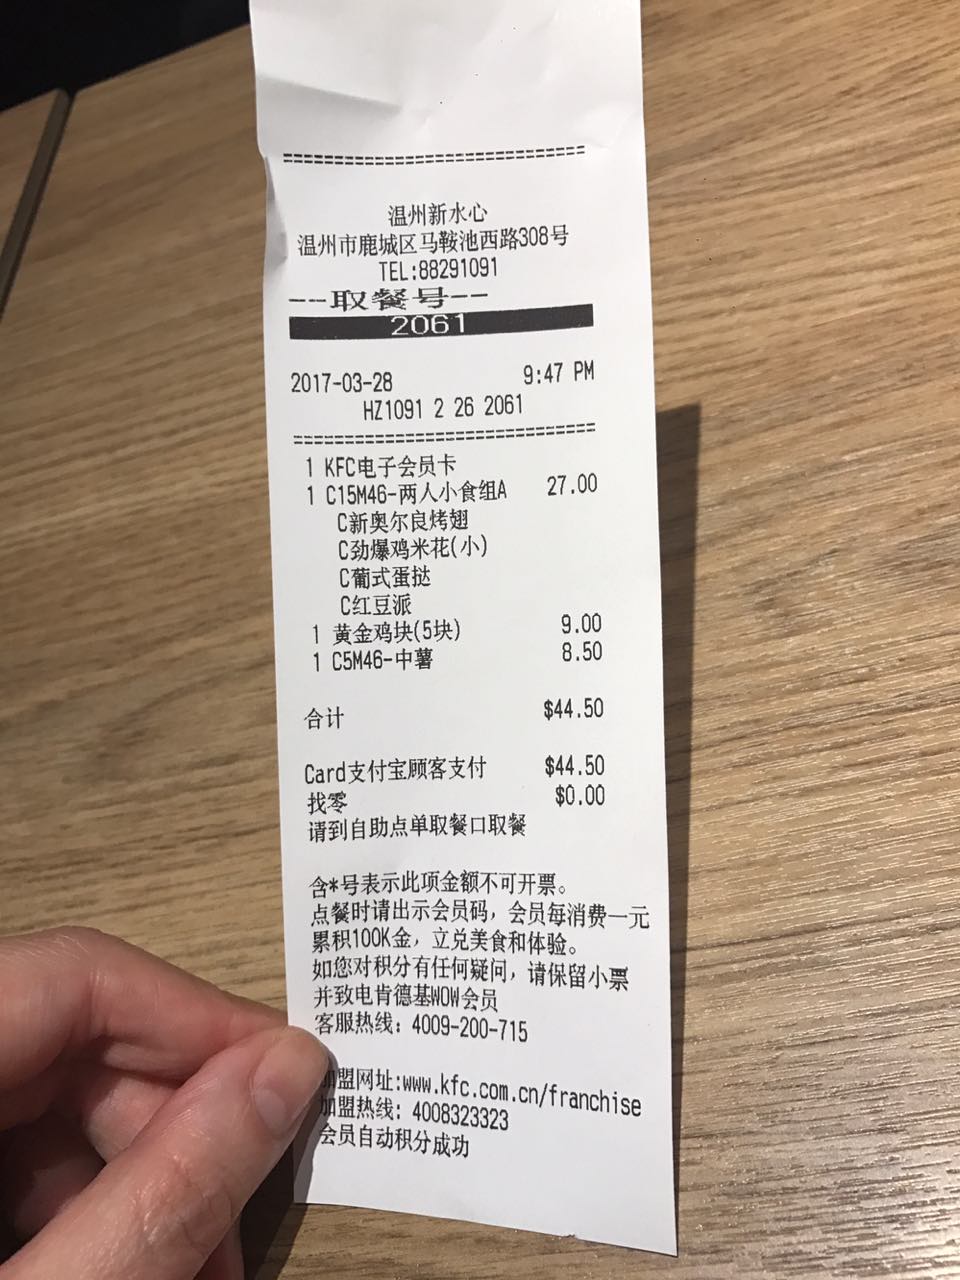 ==============================
温州新水心
温州市鹿城区马鞍池西路308号
TEL:88291091
--取餐号--
2061
2017-03-28 9:47 PM
HZ1091 2 26 2061
==============================
1 KFC电子会员卡
1 C15M46-两人小食组A 27.00
C新奥尔良烤翅
C劲爆鸡米花(小)
C葡式蛋挞
C红豆派
1 黄金鸡块(5块) 9.00
1 C5M46-中薯 8.50
合计 $44.50
Card支付宝顾客支付 $44.50
找零 $0.00
请到自助点单取餐口取餐
含*号表示此项金额不可开票。
点餐时请出示会员码，会员每消费一元
累积100K金，立兑美食和体验。
如您对积分有任何疑问，请保留小票
并致电肯德基WOW会员
客服热线：4009-200-715
加盟网址:www.kfc.com.cn/franchise
加盟热线：4008323323
会员自动积分成功